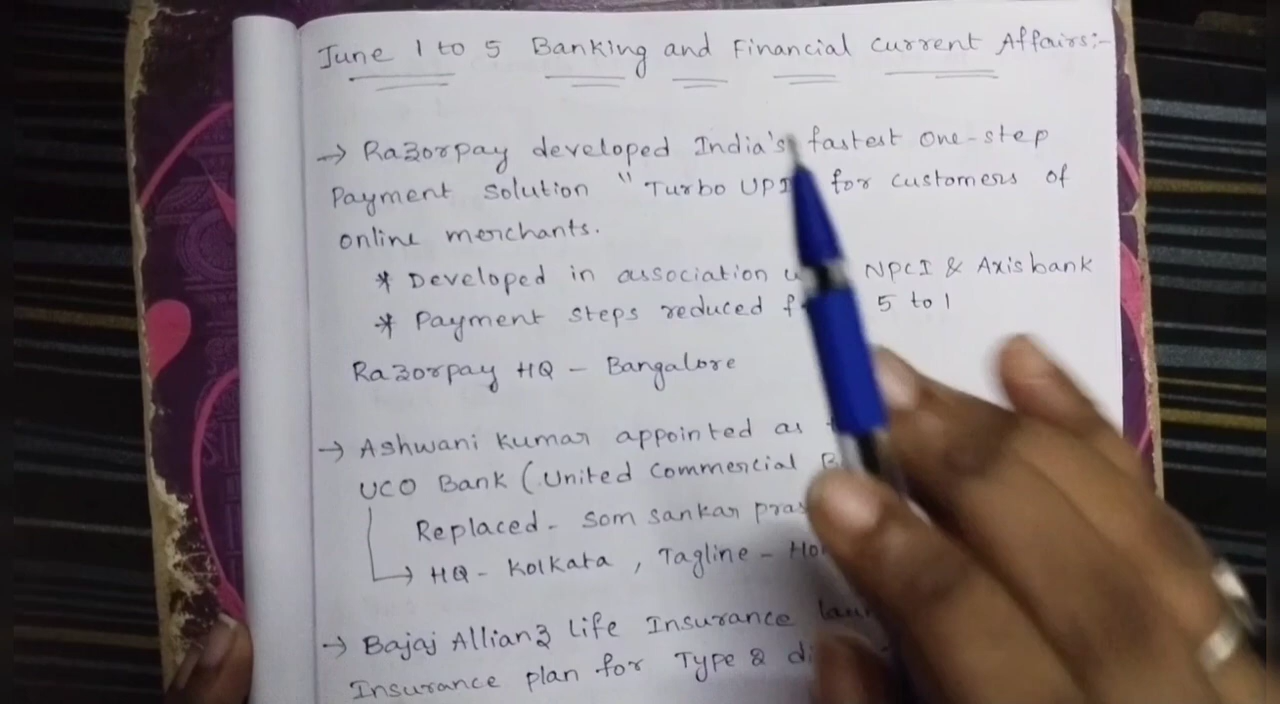 June 1 to 5 Banking and Financial Current Affairs:-
→ Razorpay developed India's fastest one-step
Payment solution " Turbo UPI for customers of
online merchants.
* Developed in association NPCI & Axis bank
* Payment steps reduced 5 to 1
Razorpay HQ - Bangalore
→ Ashwani Kumar appointed as
UCO Bank (United Commercial
Replaced - Som Sankar
→ HQ - Kolkata , Tagline -
→ Bajaj Allianz Life Insurance
Insurance plan for Type 2